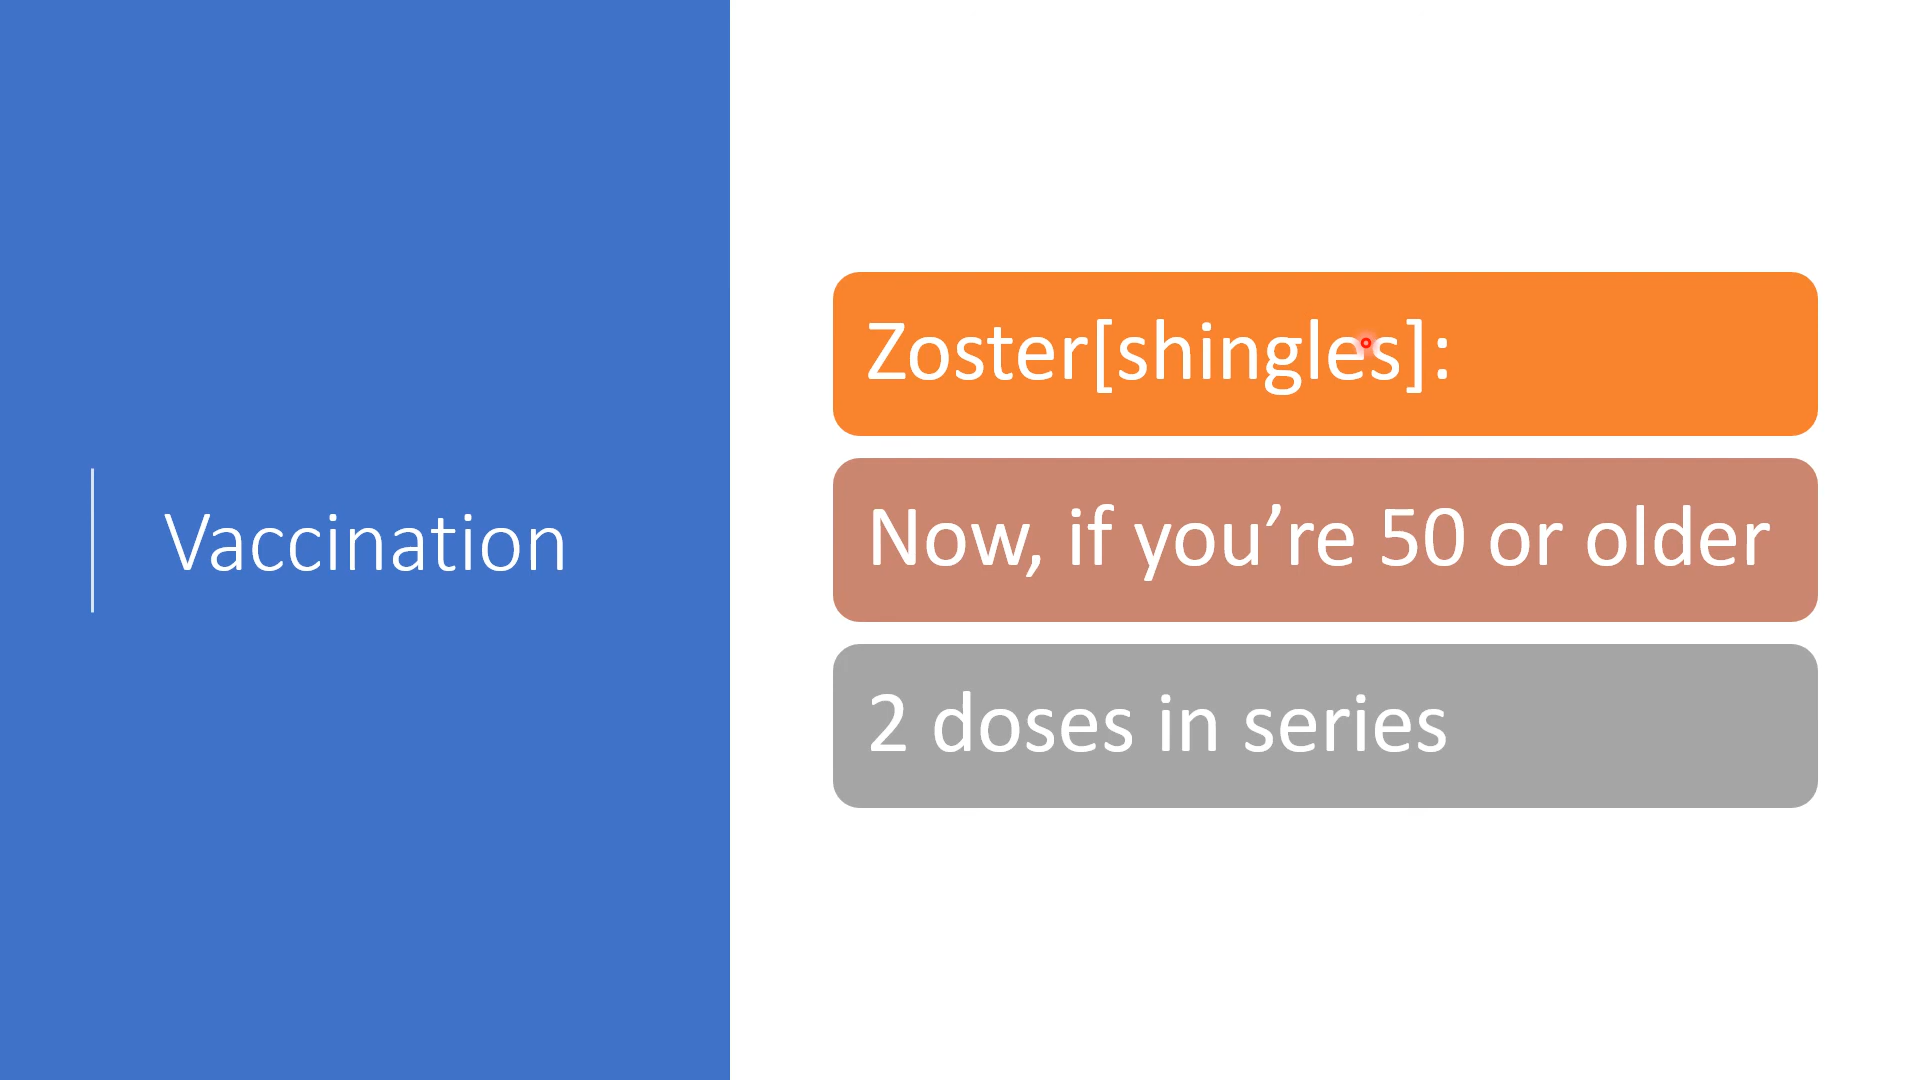 Vaccination
Zoster[shingles]:
Now, if you’re 50 or older
2 doses in series